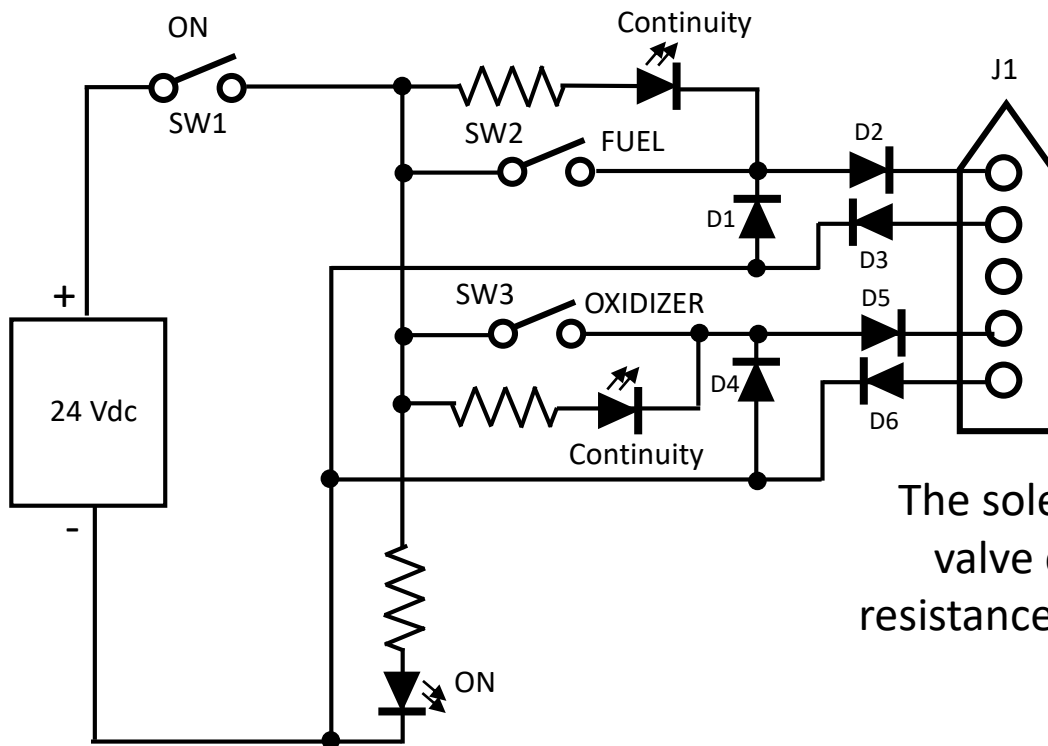 ON
SW1
Continuity
J1
SW2
FUEL
D2
D1
D3
+
SW3
OXIDIZER
D5
24 Vdc
D4
D6
Continuity
-
The sole
valve
resistance
ON